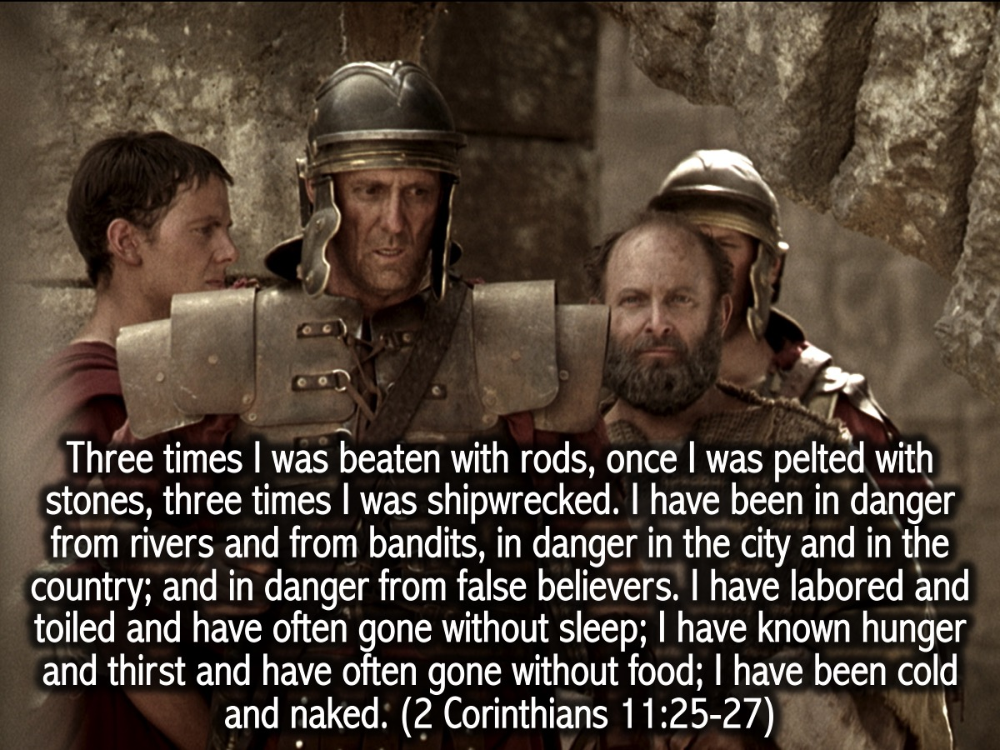 Three times I was beaten with rods, once I was pelted with
stones, three times I was shipwrecked. I have been in danger
from rivers and from bandits, in danger in the city and in the
country; and in danger from false believers. I have labored and
toiled and have often gone without sleep; I have known hunger
and thirst and have often gone without food; I have been cold
and naked. (2 Corinthians 11:25-27)